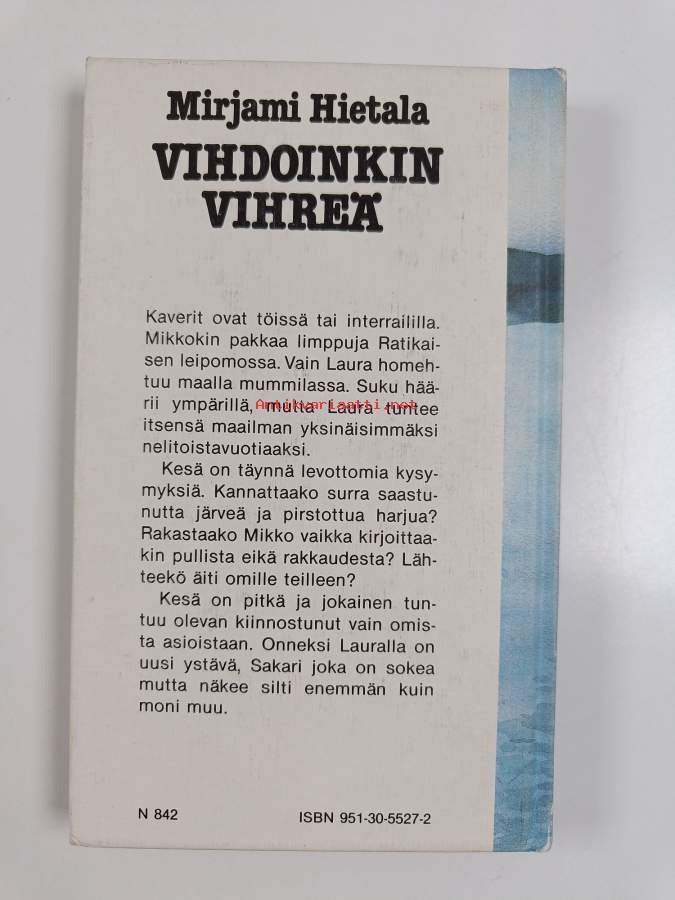 Mirjami Hietala
VIHDOINKIN
VIHREÄ
Kaverit ovat töissä tai interraililla.
Mikkokin pakkaa limppuja Ratikai-
sen leipomossa. Vain Laura homeh-
tuu maalla mummilassa. Suku hää-
rii ympärillä, mutta Laura tuntee
Antikvariaatti.net
itsensä maailman yksinäisimmäksi
nelitoistavuotiaaksi.
Kesä on täynnä levottomia kysy-
myksiä. Kannattaako surra saastu-
nutta järveä ja pirstottua harjua?
Rakastaako Mikko vaikka kirjoittaa-
kin pullista eikä rakkaudesta? Läh-
teekö äiti omille teilleen?
Kesä on pitkä ja jokainen tun-
tuu olevan kiinnostunut vain omis-
ta asioistaan. Onneksi Lauralla on
uusi ystävä, Sakari joka on sokea
mutta näkee silti enemmän kuin
moni muu.
N 842
ISBN 951-30-5527-2